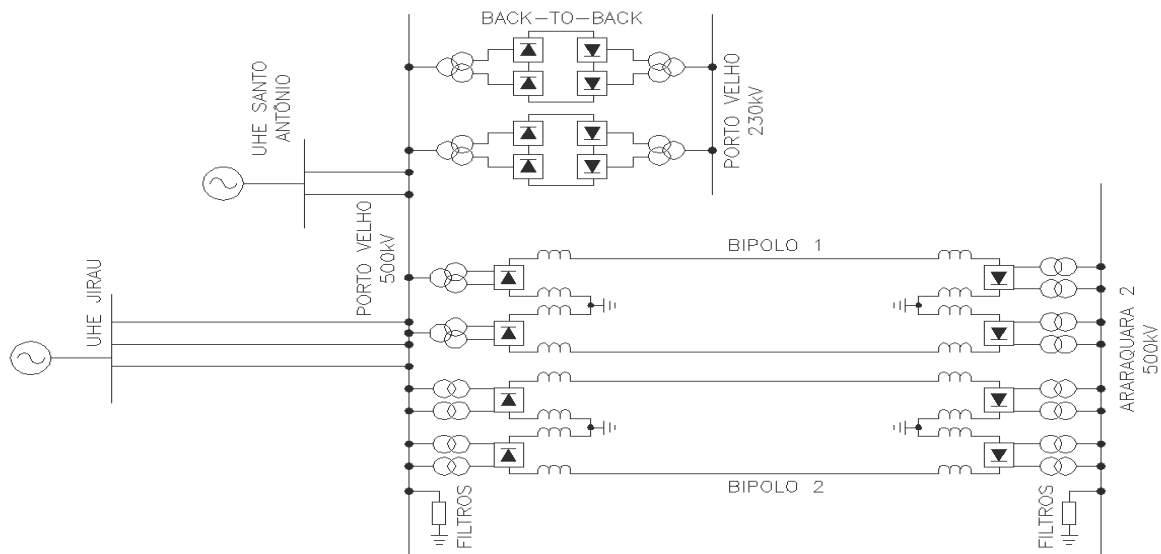 BACK-TO-BACK
UHE SANTO
ANTÔNIO
PORTO VELHO
230kV
PORTO VELHO
500kV
UHE JIRAU
BIPOLO 1
ARARAQUARA 2
500kV
BIPOLO 2
FILTROS
FILTROS